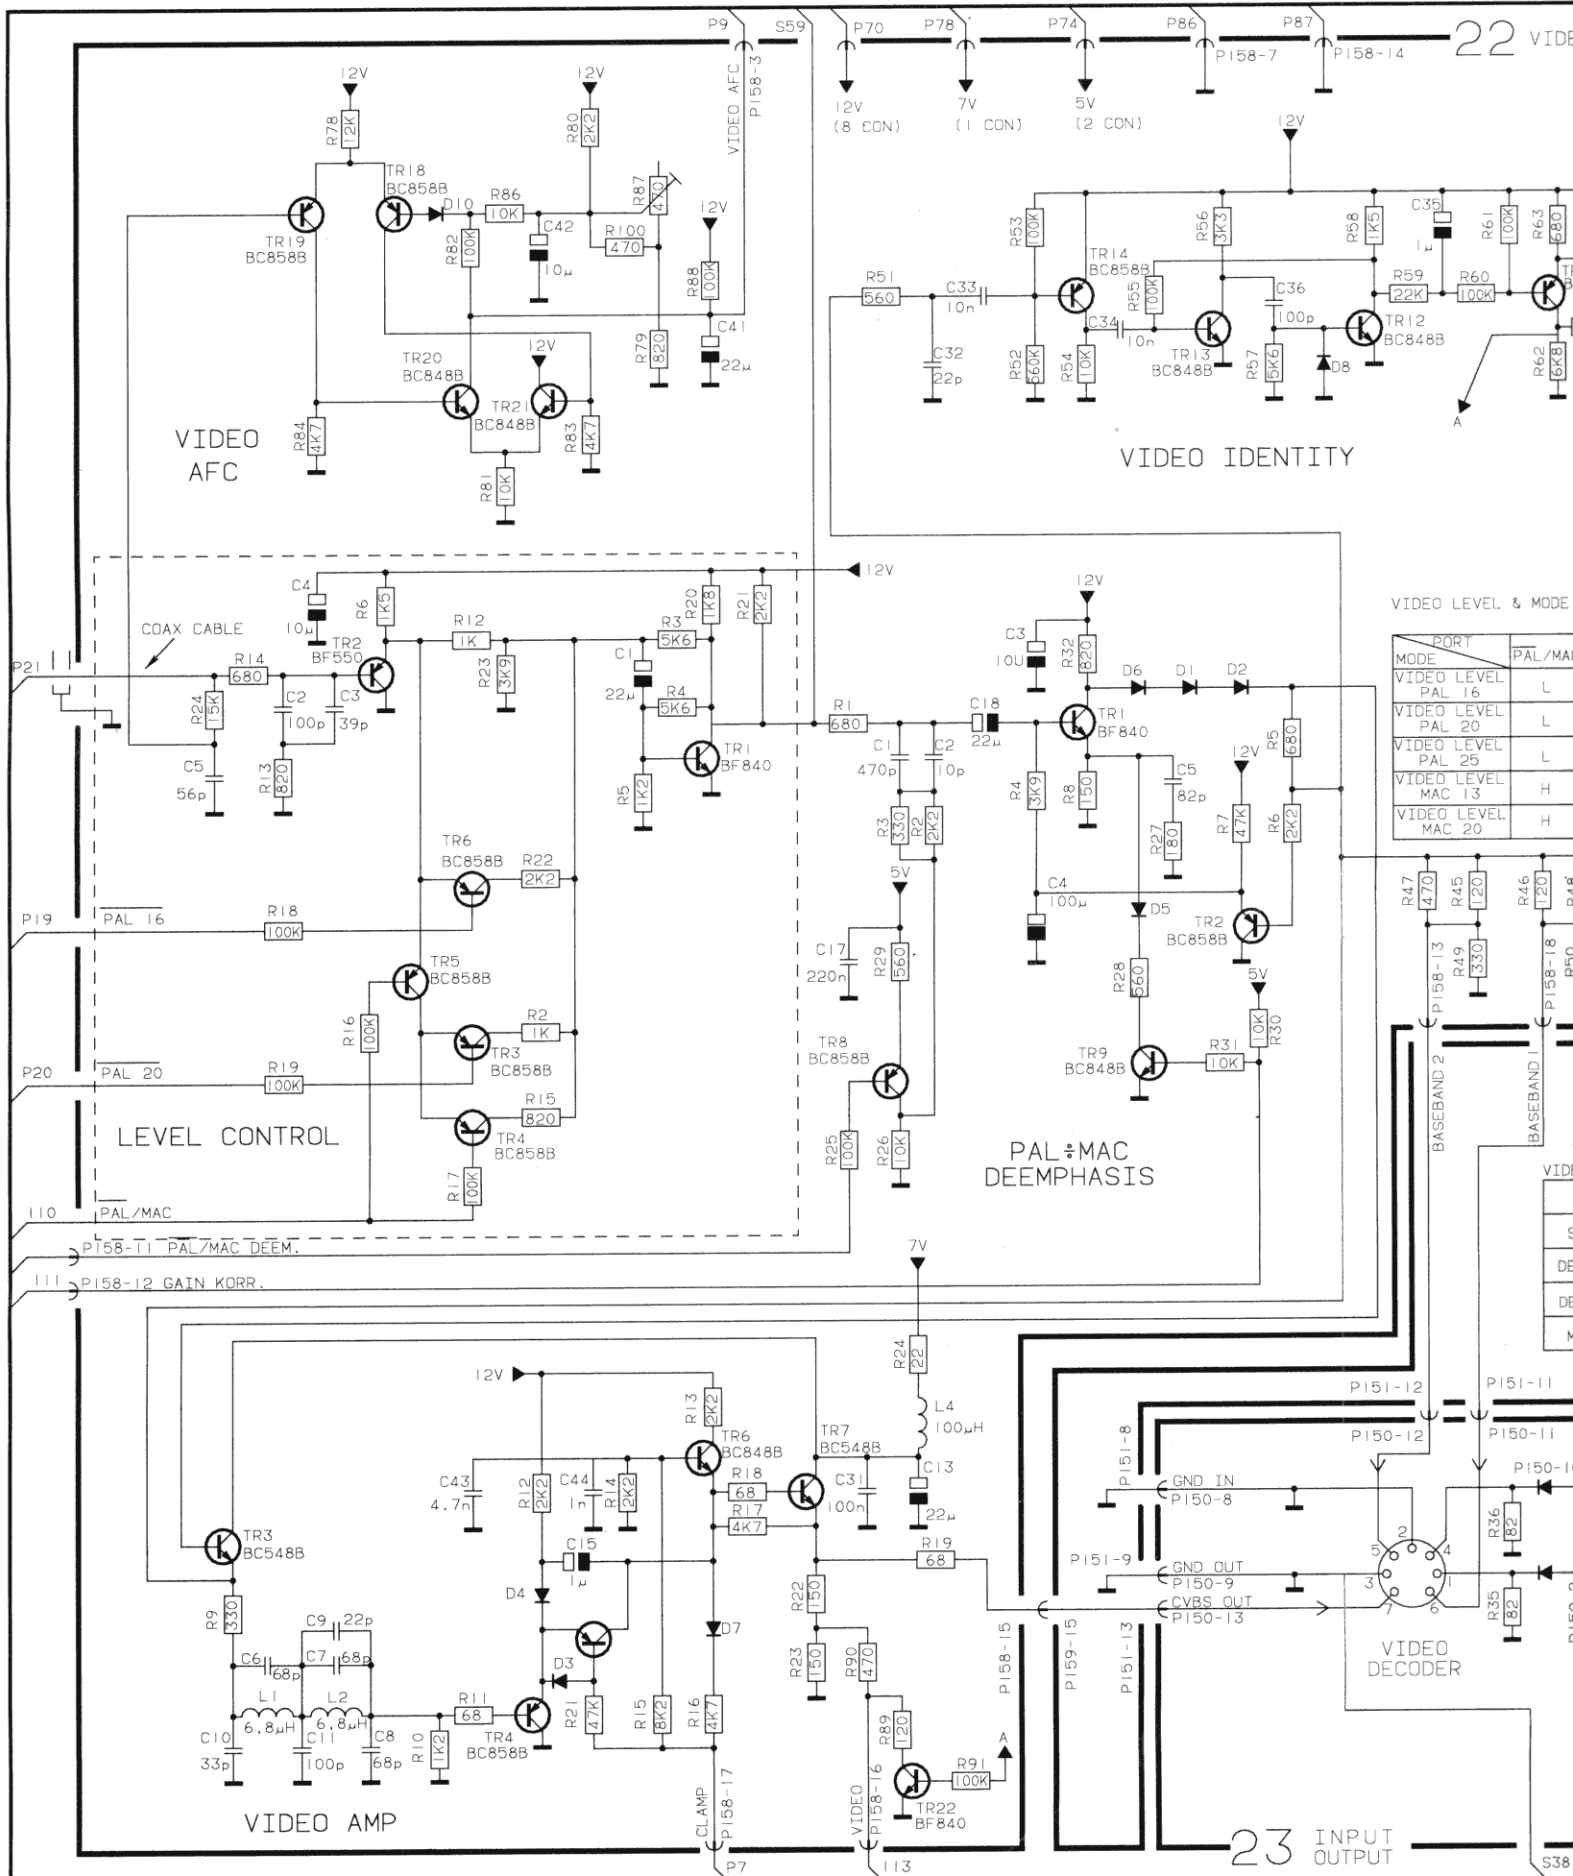 P9
S59
P70
P78
P74
P86
P87
22 VIDE
VIDEO AFC
P158-3
P158-7
P158-14
12V
(8 CON)
7V
(1 CON)
5V
(2 CON)
12V
12V
R78
12K
R80
2K2
TR18
BC858B
D10
R86
10K
R87
470
TR19
BC858B
R82
100K
C42
10µ
R100
470
12V
R88
100K
C41
22µ
R79
820
TR20
BC848B
12V
TR21
BC848B
R84
4K7
R83
4K7
R81
10K
VIDEO
AFC
12V
R53
100K
TR14
BC858B
R56
3K3
R58
1K5
C35
1µ
R61
100K
R63
680
R51
560
C33
10n
R55
100K
C36
100p
R59
22K
R60
100K
C34
10n
TR13
BC848B
TR12
BC848B
C32
22p
R52
560K
R54
10K
R57
5K6
D8
R62
6K8
A
VIDEO IDENTITY
COAX CABLE
P21
C4
10µ
R6
1K5
TR2
BF550
R12
1K
R23
3K9
R20
1K8
R21
2K2
12V
R3
5K6
C1
22µ
R4
5K6
TR1
BF840
R5
1K2
R14
680
R24
15K
C2
100p
C3
39p
C5
56p
R13
820
TR6
BC858B
R22
2K2
P19
PAL 16
R18
100K
TR5
BC858B
R16
100K
R2
1K
TR3
BC858B
P20
PAL 20
R19
100K
R15
820
TR4
BC858B
R17
100K
LEVEL CONTROL
110
PAL/MAC
P158-11 PAL/MAC DEEM.
111
P158-12 GAIN KORR.
12V
C3
10U
R32
820
D6
D1
D2
R1
680
C18
22µ
TR1
BF840
C1
470p
C2
10p
R4
3K9
R8
150
C5
82p
12V
R5
680
R3
330
R2
2K2
R27
180
R7
47K
R6
2K2
5V
C4
100µ
D5
TR2
BC858B
C17
220n
R29
560
R28
560
5V
R30
10K
TR8
BC858B
TR9
BC848B
R31
10K
R25
100K
R26
10K
PAL÷MAC
DEEMPHASIS
VIDEO LEVEL & MODE
PORT
MODE
PAL/MAC
VIDEO LEVEL
PAL 16
L
VIDEO LEVEL
PAL 20
L
VIDEO LEVEL
PAL 25
L
VIDEO LEVEL
MAC 13
H
VIDEO LEVEL
MAC 20
H
R47
470
R45
120
R46
120
R48
P158-13
R49
330
P158-18
R50
BASEBAND 2
BASEBAND 1
VIDE
S
DE
DE
M
7V
R24
22
L4
100µH
12V
R13
2K2
TR6
BC848B
TR7
BC548B
C43
4.7n
R12
2K2
C44
1n
R14
2K2
R18
68
R17
4K7
C31
100n
C13
22µ
TR3
BC548B
C15
1µ
R19
68
D4
R22
150
R9
330
C9
22p
C6
68p
C7
68p
D7
D3
R23
150
R90
470
L1
6,8µH
L2
6,8µH
R11
68
R21
47K
R15
8K2
R16
4K7
C10
33p
C11
100p
C8
68p
R10
1K2
TR4
BC858B
R89
120
A
R91
100K
TR22
BF840
VIDEO AMP
CLAMP
P158-17
VIDEO
P158-16
P7
113
P158-15
P159-15
P151-13
P151-12
P151-11
P150-12
P150-11
P151-8
GND IN
P150-8
P151-9
GND OUT
P150-9
CVBS OUT
P150-13
2
5
4
3
1
7
6
R36
82
R35
82
VIDEO
DECODER
23 INPUT
OUTPUT
S38